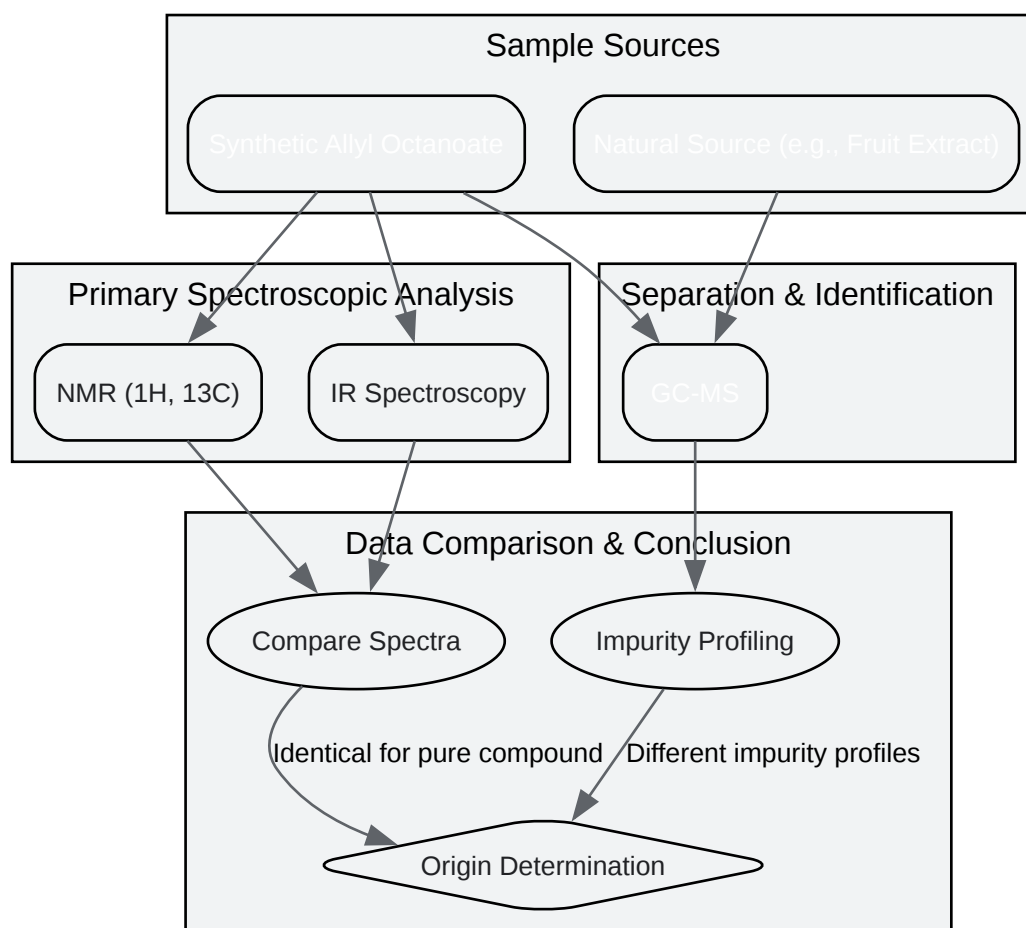 Sample Sources
Synthetic Allyl Octanoate
Natural Source (e.g., Fruit Extract)
Primary Spectroscopic Analysis
Separation & Identification
NMR (1H, 13C)
IR Spectroscopy
GC-MS
Data Comparison & Conclusion
Compare Spectra
Impurity Profiling
Identical for pure compound
Different impurity profiles
Origin Determination